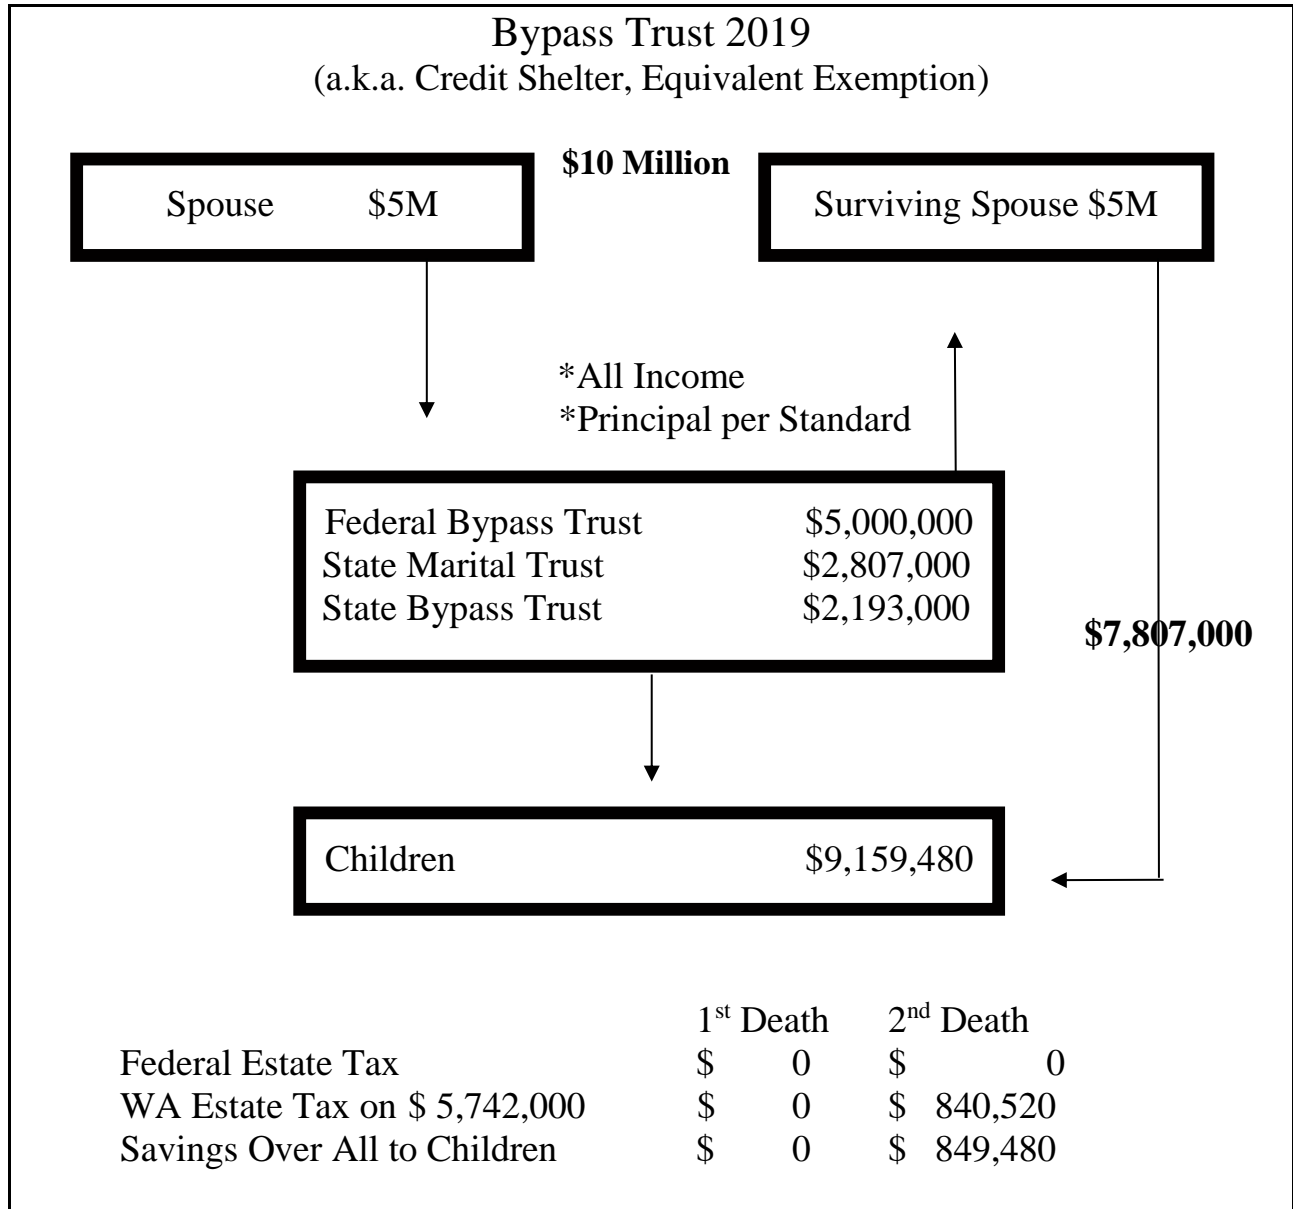 Bypass Trust 2019
(a.k.a. Credit Shelter, Equivalent Exemption)
$10 Million
Spouse $5M
Surviving Spouse $5M
*All Income
*Principal per Standard
Federal Bypass Trust $5,000,000
State Marital Trust $2,807,000
State Bypass Trust $2,193,000
$7,807,000
Children $9,159,480
1st Death 2nd Death
Federal Estate Tax $ 0 $ 0
WA Estate Tax on $ 5,742,000 $ 0 $ 840,520
Savings Over All to Children $ 0 $ 849,480